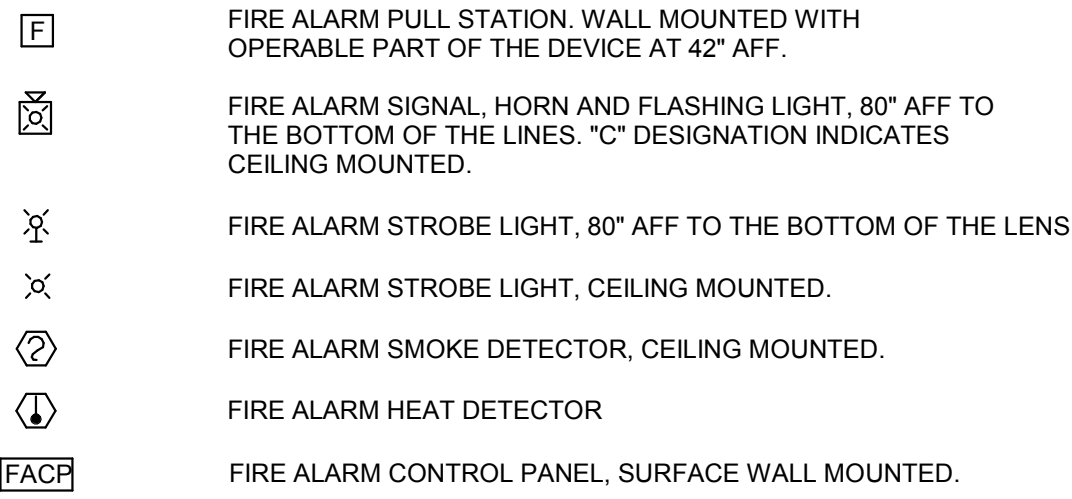 F FIRE ALARM PULL STATION. WALL MOUNTED WITH
OPERABLE PART OF THE DEVICE AT 42" AFF.
FIRE ALARM SIGNAL, HORN AND FLASHING LIGHT, 80" AFF TO
THE BOTTOM OF THE LINES. "C" DESIGNATION INDICATES
CEILING MOUNTED.
FIRE ALARM STROBE LIGHT, 80" AFF TO THE BOTTOM OF THE LENS
FIRE ALARM STROBE LIGHT, CEILING MOUNTED.
FIRE ALARM SMOKE DETECTOR, CEILING MOUNTED.
FIRE ALARM HEAT DETECTOR
FACP FIRE ALARM CONTROL PANEL, SURFACE WALL MOUNTED.